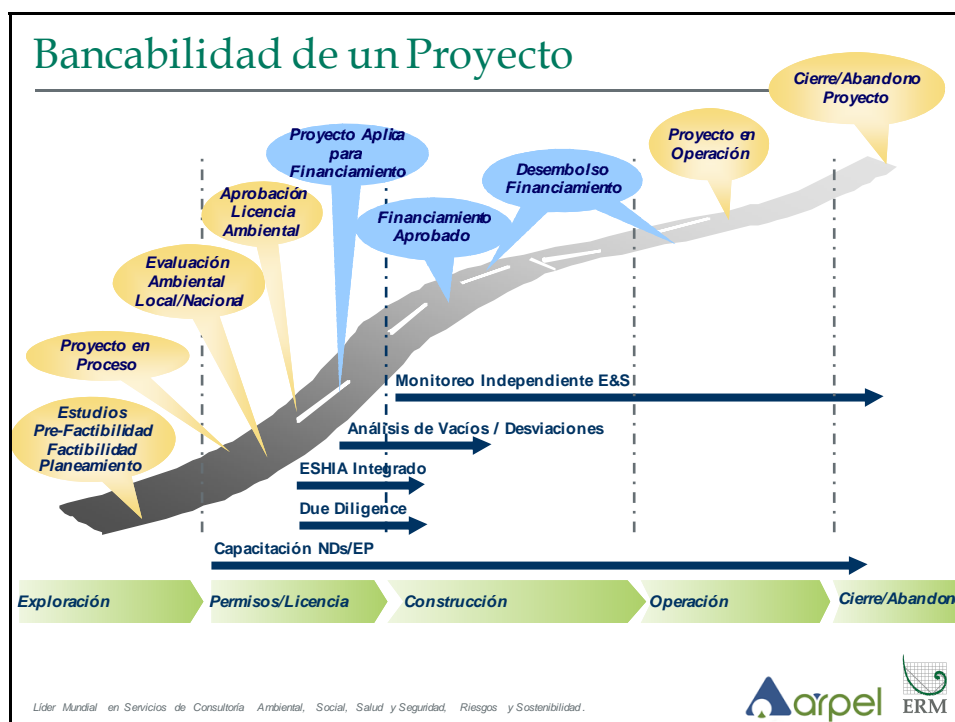 Bancabilidad de un Proyecto
Cierre/Abandono
Proyecto
Proyecto Aplica
para
Financiamiento
Proyecto en
Operación
Desembolso
Financiamiento
Aprobación
Licencia
Ambiental
Financiamiento
Aprobado
Evaluación
Ambiental
Local/Nacional
Proyecto en
Proceso
Estudios
Pre-Factibilidad
Factibilidad
Planeamiento
Monitoreo Independiente E&S
Análisis de Vacíos / Desviaciones
ESHIA Integrado
Due Diligence
Capacitación NDs/EP
Exploración
Permisos/Licencia
Construcción
Operación
Cierre/Abandono
Líder Mundial en Servicios de Consultoría Ambiental, Social, Salud y Seguridad, Riesgos y Sostenibilidad.
arpel
ERM